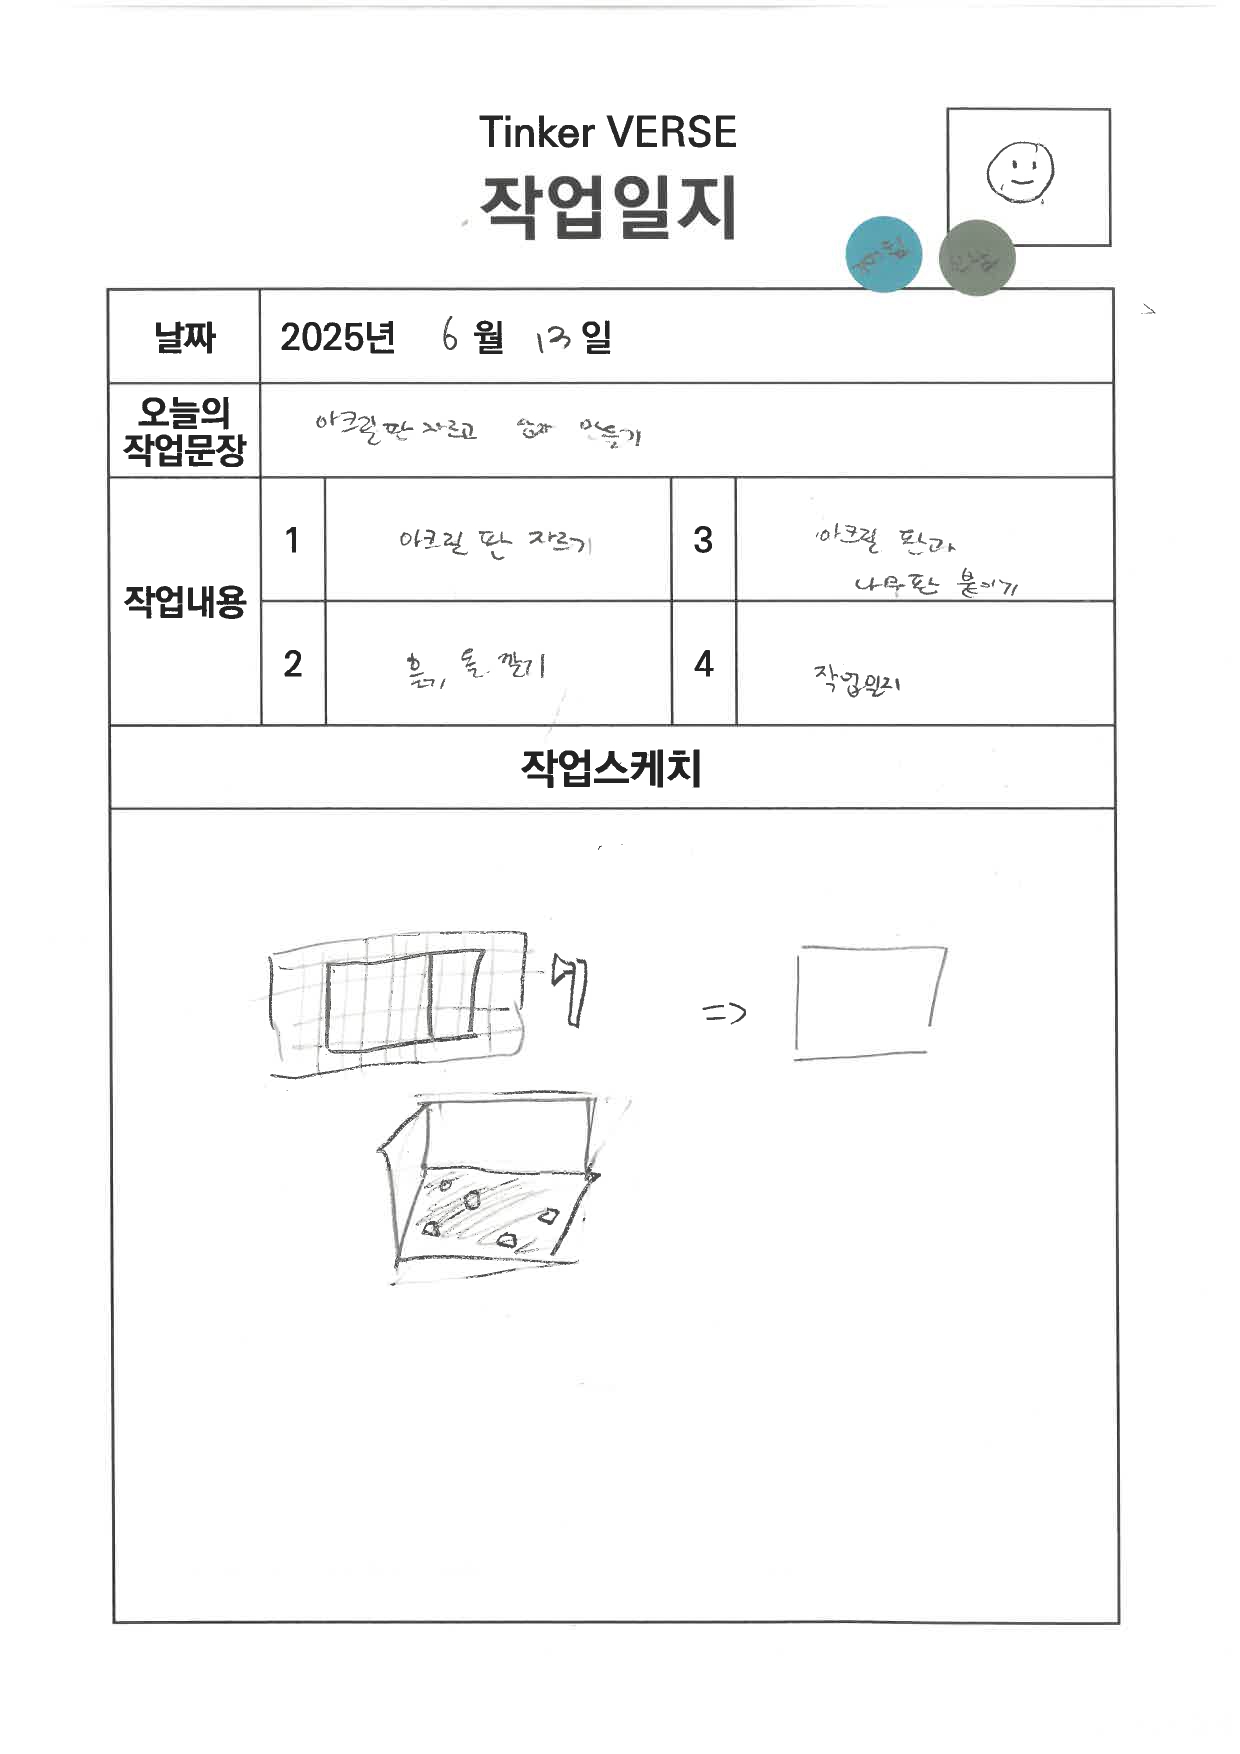 Tinker VERSE
작업일지
날짜
2025년 6 월 13 일
오늘의
작업문장
아크릴 판 자르고 상자 만들기
작업내용
1
아크릴 판 자르기
2
흙, 돌 깔기
3
아크릴 판과
나무판 붙이기
4
작업일지
작업스케치